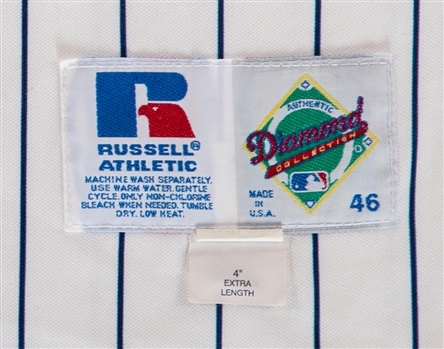 RUSSELL®
ATHLETIC
MACHINE WASH SEPARATELY.
USE WARM WATER. GENTLE
CYCLE. ONLY NON-CHLORINE
BLEACH WHEN NEEDED. TUMBLE
DRY. LOW HEAT.
AUTHENTIC
Diamond
COLLECTION
MADE
IN
U.S.A.
46
4"
EXTRA
LENGTH